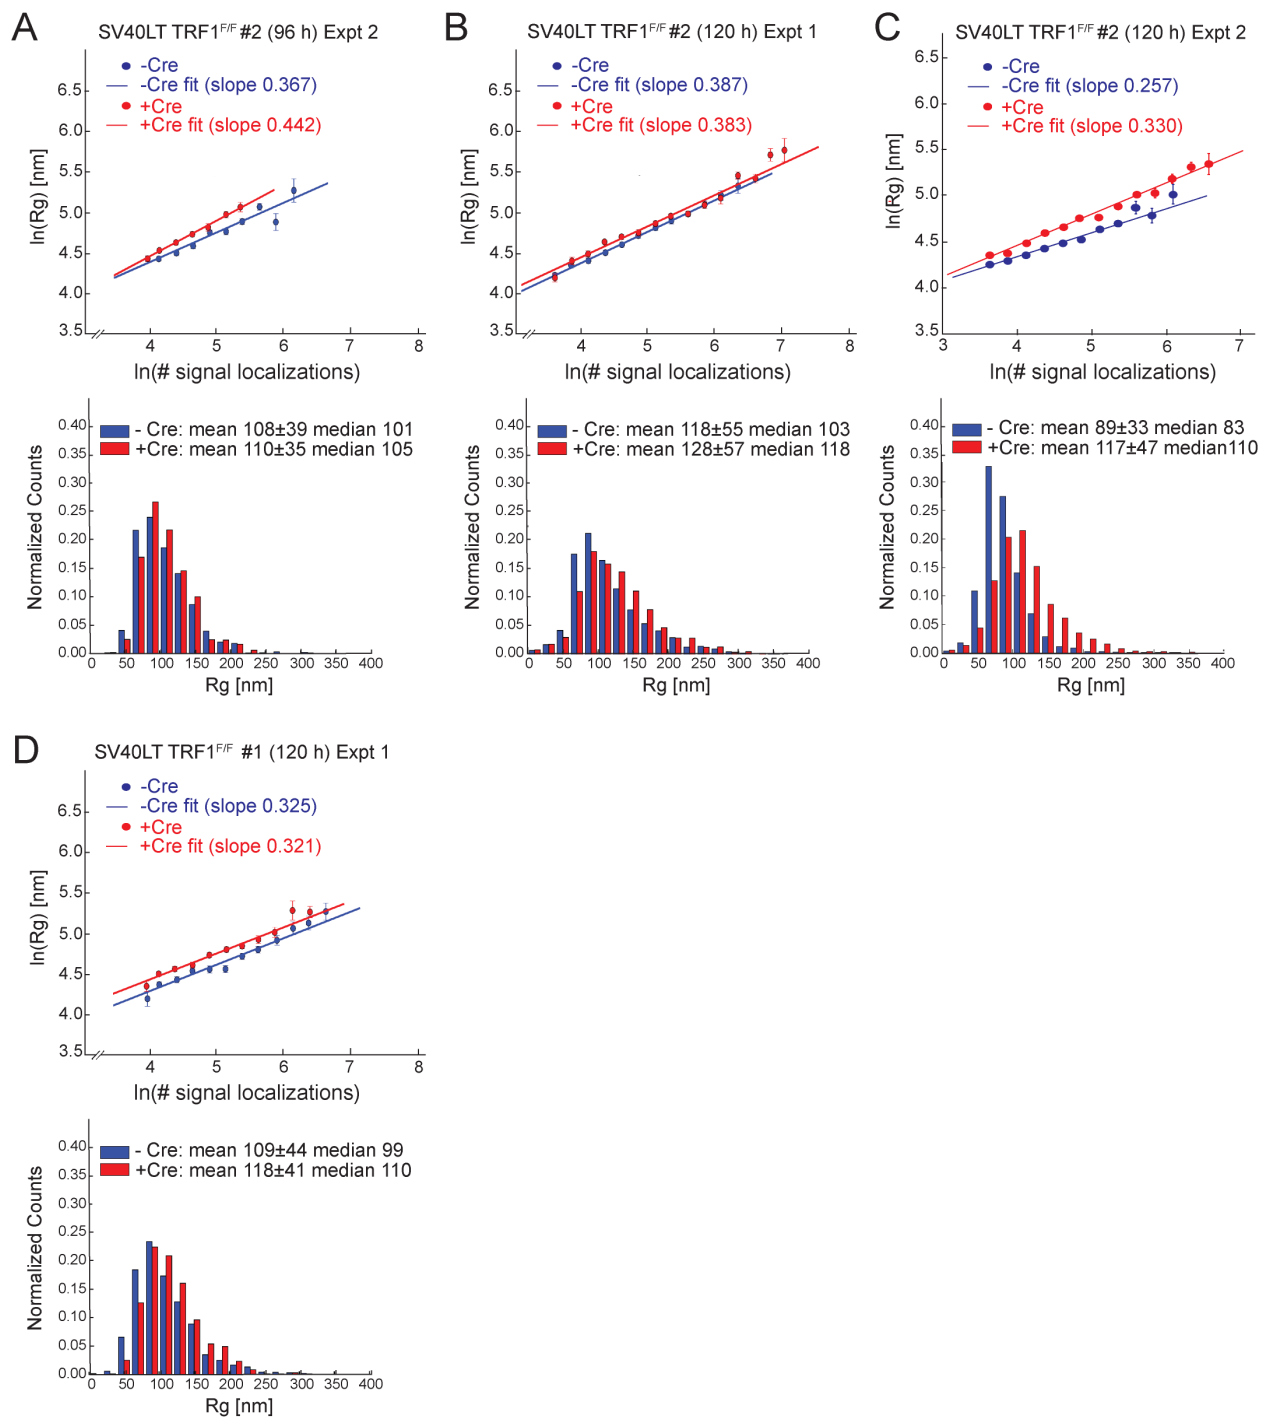 A
SV40LT TRF1F/F #2 (96 h) Expt 2
-Cre
-Cre fit (slope 0.367)
+Cre
+Cre fit (slope 0.442)
ln(Rg) [nm]
6.5
6.0
5.5
5.0
4.5
4.0
3.5
4 5 6 7 8
ln(# signal localizations)
- Cre: mean 108±39 median 101
+Cre: mean 110±35 median 105
Normalized Counts
0.40
0.35
0.30
0.25
0.20
0.15
0.10
0.05
0.00
0 50 100 150 200 250 300 350 400
Rg [nm]
B
SV40LT TRF1F/F #2 (120 h) Expt 1
-Cre
-Cre fit (slope 0.387)
+Cre
+Cre fit (slope 0.383)
ln(Rg) [nm]
6.5
6.0
5.5
5.0
4.5
4.0
3.5
4 5 6 7 8
ln(# signal localizations)
- Cre: mean 118±55 median 103
+Cre: mean 128±57 median 118
Normalized Counts
0.40
0.35
0.30
0.25
0.20
0.15
0.10
0.05
0.00
0 50 100 150 200 250 300 350 400
Rg [nm]
C
SV40LT TRF1F/F #2 (120 h) Expt 2
-Cre
-Cre fit (slope 0.257)
+Cre
+Cre fit (slope 0.330)
ln(Rg) [nm]
6.5
6.0
5.5
5.0
4.5
4.0
3.5
3 4 5 6 7
ln(# signal localizations)
- Cre: mean 89±33 median 83
+Cre: mean 117±47 median110
Normalized Counts
0.40
0.35
0.30
0.25
0.20
0.15
0.10
0.05
0.00
0 50 100 150 200 250 300 350 400
Rg [nm]
D
SV40LT TRF1F/F #1 (120 h) Expt 1
-Cre
-Cre fit (slope 0.325)
+Cre
+Cre fit (slope 0.321)
ln(Rg) [nm]
6.5
6.0
5.5
5.0
4.5
4.0
3.5
4 5 6 7 8
ln(# signal localizations)
- Cre: mean 109±44 median 99
+Cre: mean 118±41 median 110
Normalized Counts
0.40
0.35
0.30
0.25
0.20
0.15
0.10
0.05
0.00
0 50 100 150 200 250 300 350 400
Rg [nm]